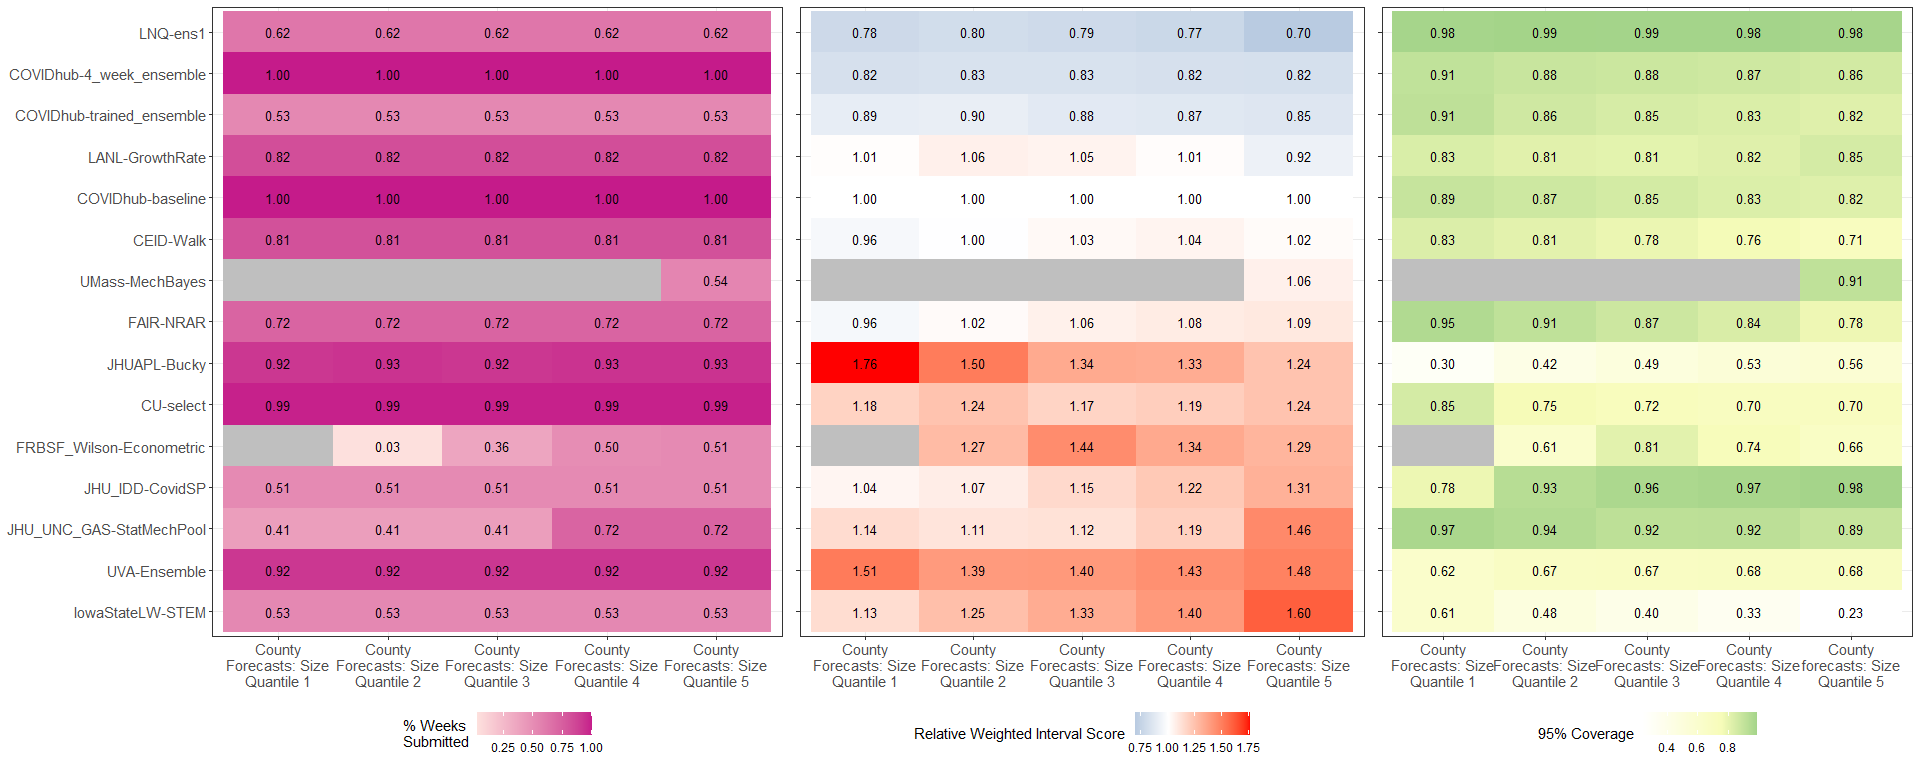 LNQ-ens1 0.62 0.62 0.62 0.62 0.62 0.78 0.80 0.79 0.77 0.70 0.98 0.99 0.99 0.98 0.98
COVIDhub-4_week_ensemble 1.00 1.00 1.00 1.00 1.00 0.82 0.83 0.83 0.82 0.82 0.91 0.88 0.88 0.87 0.86
COVIDhub-trained_ensemble 0.53 0.53 0.53 0.53 0.53 0.89 0.90 0.88 0.87 0.85 0.91 0.86 0.85 0.83 0.82
LANL-GrowthRate 0.82 0.82 0.82 0.82 0.82 1.01 1.06 1.05 1.01 0.92 0.83 0.81 0.81 0.82 0.85
COVIDhub-baseline 1.00 1.00 1.00 1.00 1.00 1.00 1.00 1.00 1.00 1.00 0.89 0.87 0.85 0.83 0.82
CEID-Walk 0.81 0.81 0.81 0.81 0.81 0.96 1.00 1.03 1.04 1.02 0.83 0.81 0.78 0.76 0.71
UMass-MechBayes 0.54 1.06 0.91
FAIR-NRAR 0.72 0.72 0.72 0.72 0.72 0.96 1.02 1.06 1.08 1.09 0.95 0.91 0.87 0.84 0.78
JHUAPL-Bucky 0.92 0.93 0.92 0.93 0.93 1.76 1.50 1.34 1.33 1.24 0.30 0.42 0.49 0.53 0.56
CU-select 0.99 0.99 0.99 0.99 0.99 1.18 1.24 1.17 1.19 1.24 0.85 0.75 0.72 0.70 0.70
FRBSF_Wilson-Econometric 0.03 0.36 0.50 0.51 1.27 1.44 1.34 1.29 0.61 0.81 0.74 0.66
JHU_IDD-CovidSP 0.51 0.51 0.51 0.51 0.51 1.04 1.07 1.15 1.22 1.31 0.78 0.93 0.96 0.97 0.98
JHU_UNC_GAS-StatMechPool 0.41 0.41 0.41 0.72 0.72 1.14 1.11 1.12 1.19 1.46 0.97 0.94 0.92 0.92 0.89
UVA-Ensemble 0.92 0.92 0.92 0.92 0.92 1.51 1.39 1.40 1.43 1.48 0.62 0.67 0.67 0.68 0.68
IowaStateLW-STEM 0.53 0.53 0.53 0.53 0.53 1.13 1.25 1.33 1.40 1.60 0.61 0.48 0.40 0.33 0.23
County County County County County County County County County County County County County County County
Forecasts: Size Forecasts: Size Forecasts: Size Forecasts: Size Forecasts: Size Forecasts: Size Forecasts: Size Forecasts: Size Forecasts: Size Forecasts: Size Forecasts: Size Forecasts: Size Forecasts: Size Forecasts: Size forecasts: Size
Quantile 1 Quantile 2 Quantile 3 Quantile 4 Quantile 5 Quantile 1 Quantile 2 Quantile 3 Quantile 4 Quantile 5 Quantile 1 Quantile 2 Quantile 3 Quantile 4 Quantile 5
% Weeks
Submitted
0.25 0.50 0.75 1.00
Relative Weighted Interval Score
0.75 1.00 1.25 1.50 1.75
95% Coverage
0.4 0.6 0.8